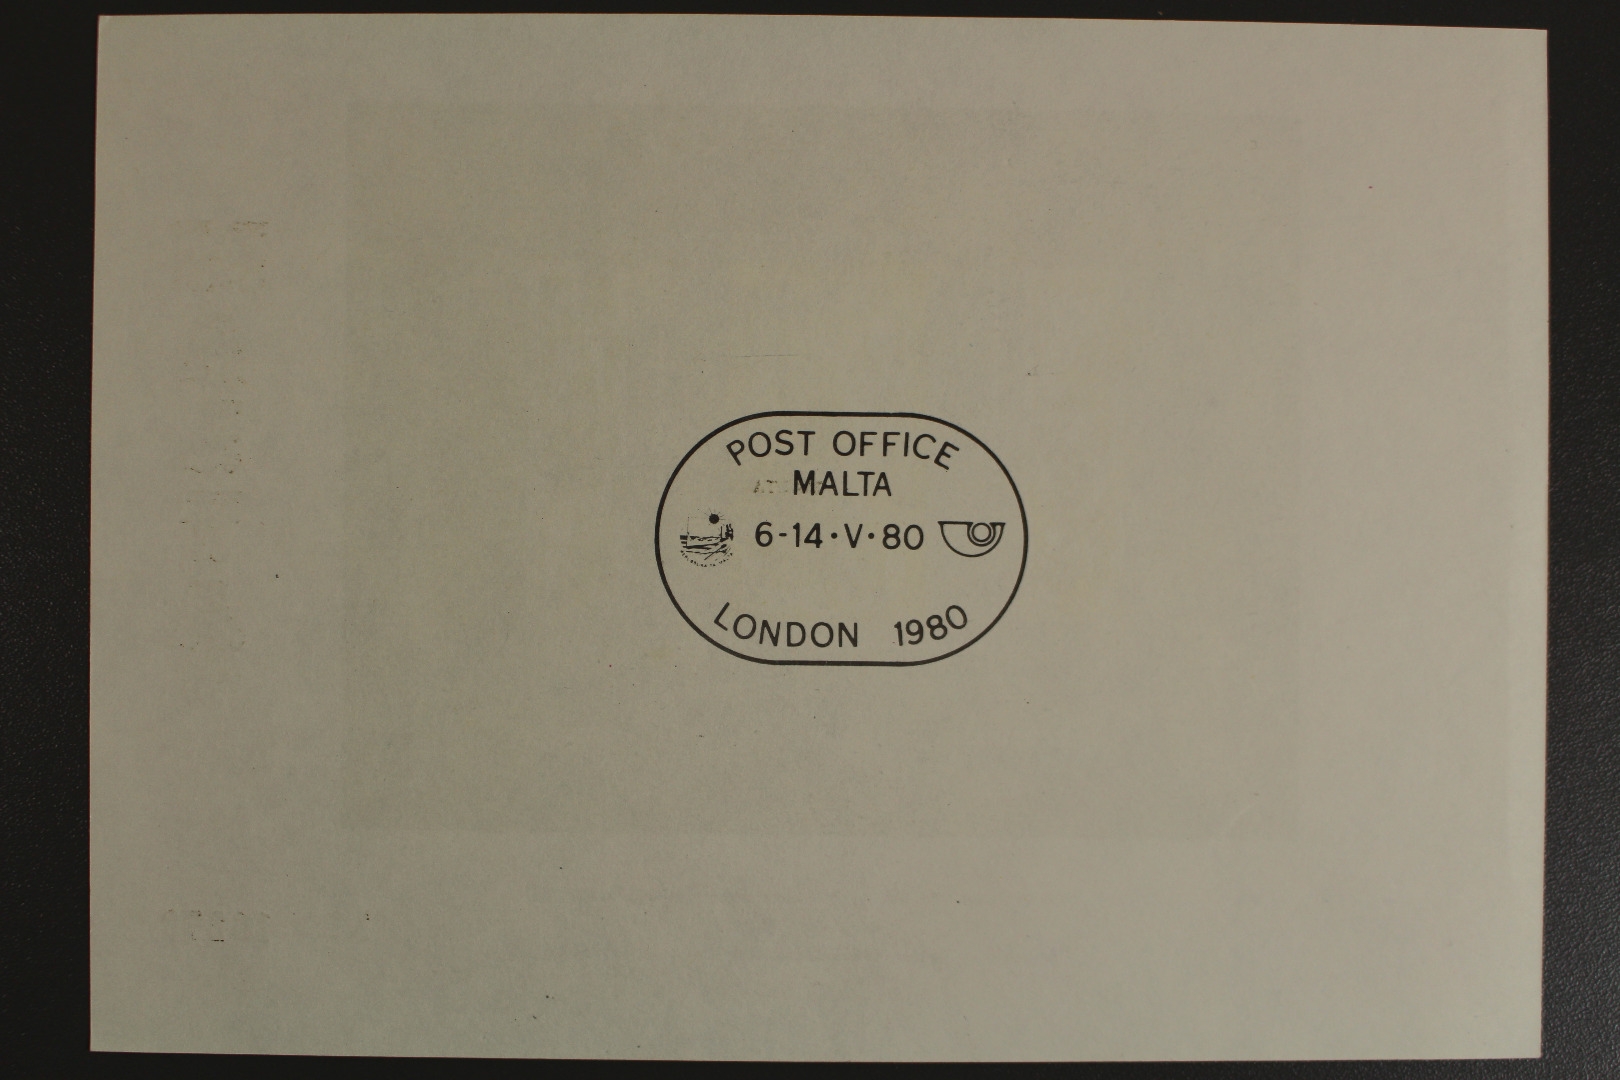 POST OFFICE
MALTA
6-14·V·80
LONDON 1980